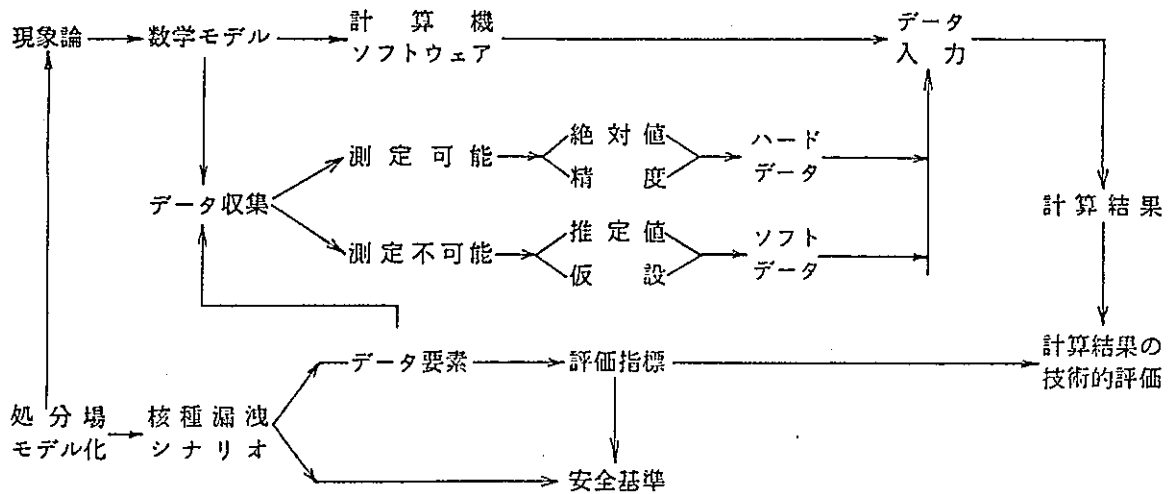 現象論
数学モデル
計算機
ソフトウェア
データ
入力
測定可能
絶対値
精度
ハード
データ
データ収集
計算結果
測定不可能
推定値
仮設
ソフト
データ
データ要素
評価指標
計算結果の
技術的評価
処分場
モデル化
核種漏洩
シナリオ
安全基準